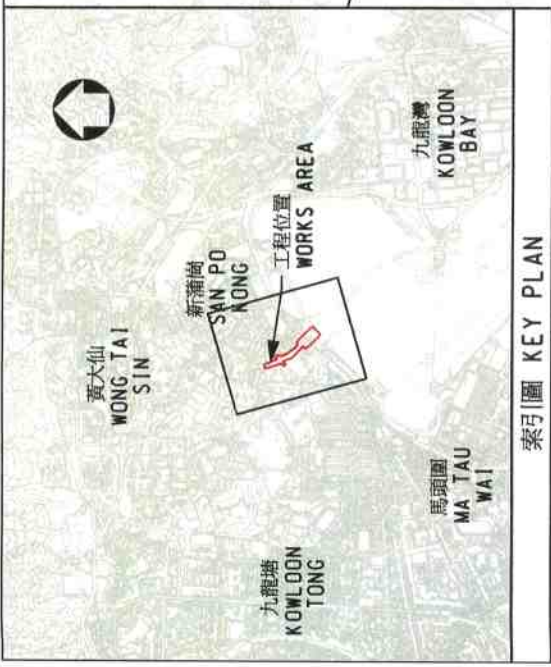 黃大仙
WONG TAI
SIN
新蒲崗
SAN PO
KONG
工程位置
WORKS AREA
九龍灣
KOWLOON
BAY
九龍塘
KOWLOON
TONG
馬頭圍
MA TAU
WAI
索引圖 KEY PLAN